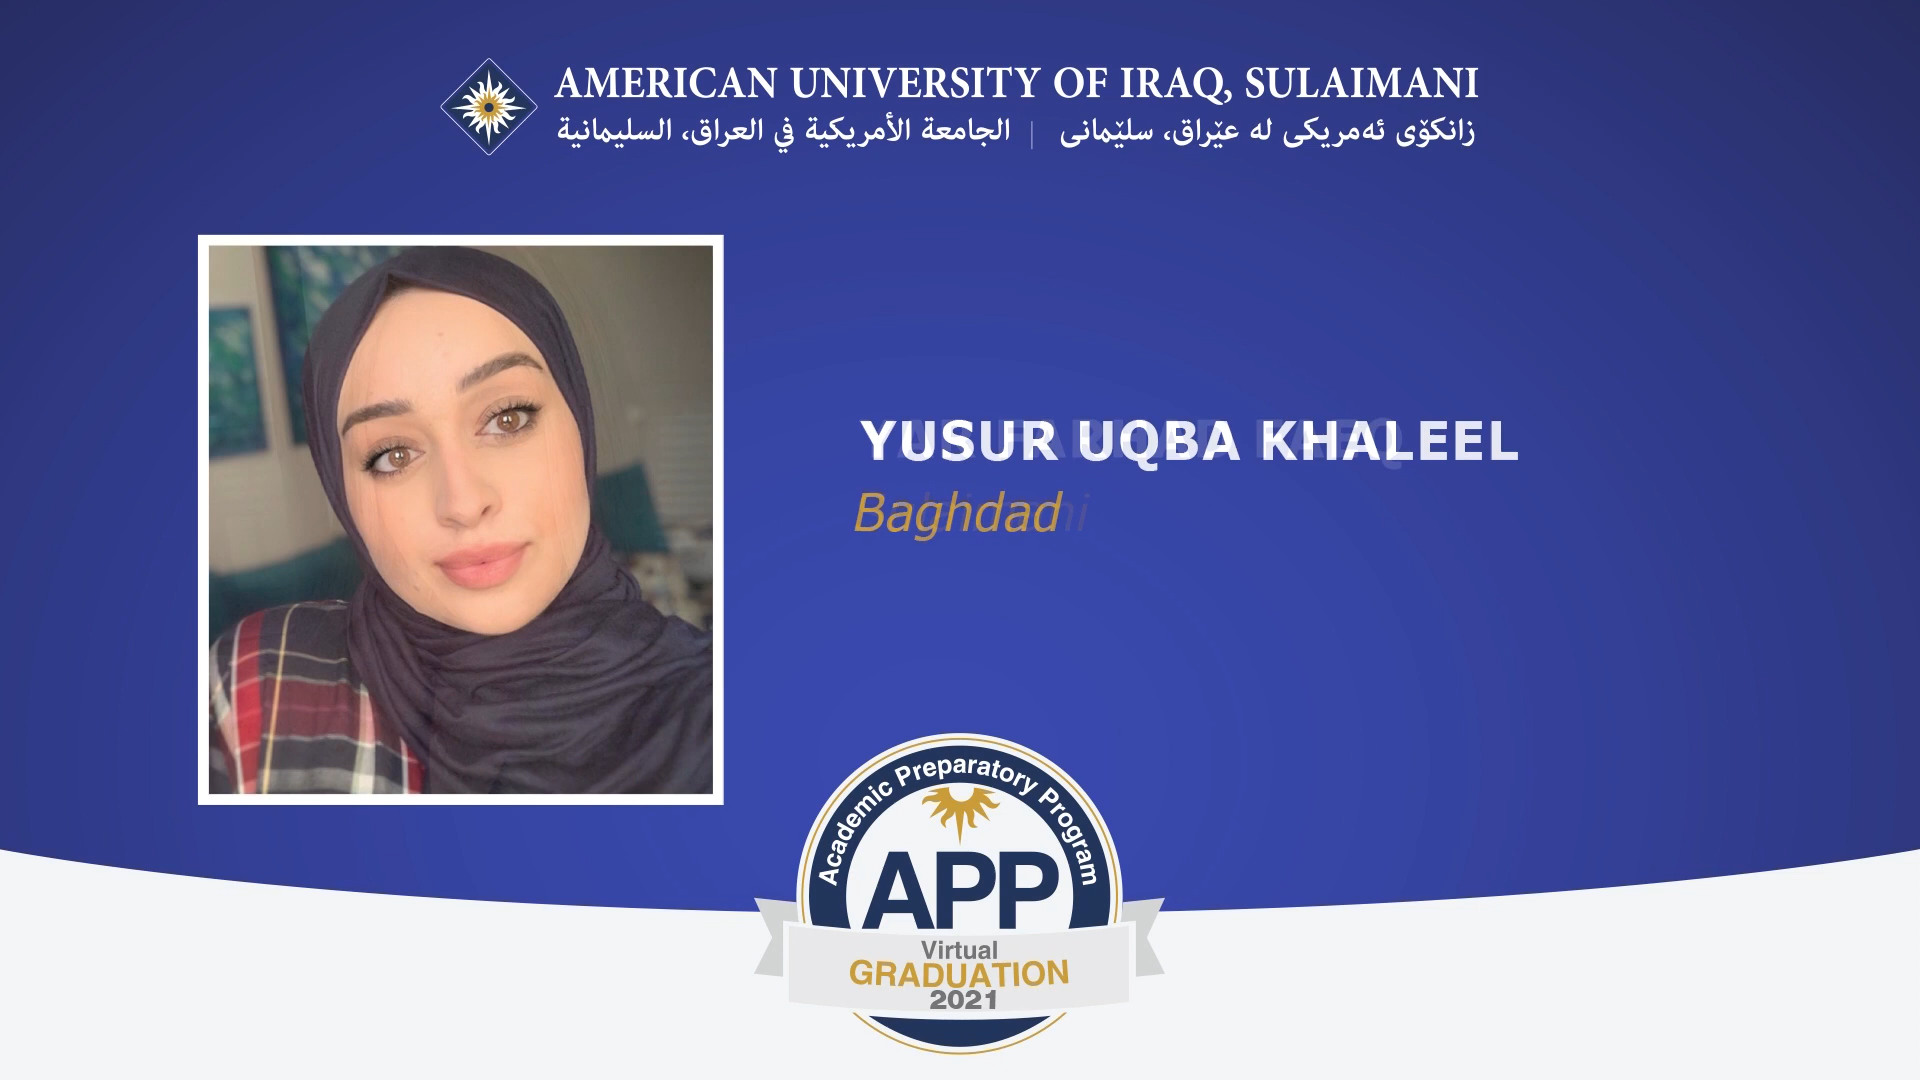 AMERICAN UNIVERSITY OF IRAQ, SULAIMANI
زانكۆی ئەمریکی لە عێراق، سلێمانی | الجامعة الأمريكية في العراق، السليمانية
YUSUR UQBA KHALEEL
Baghdad
Academic Preparatory Program
APP
Virtual
GRADUATION
2021